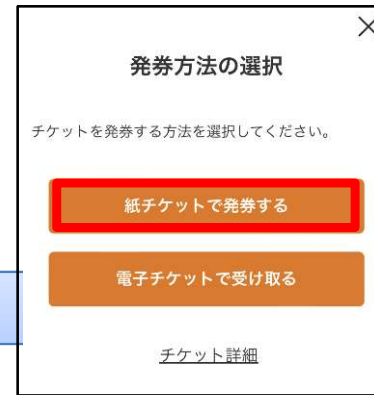 発券方法の選択
チケットを発券する方法を選択してください。
紙チケットで発券する
電子チケットで受け取る
チケット詳細